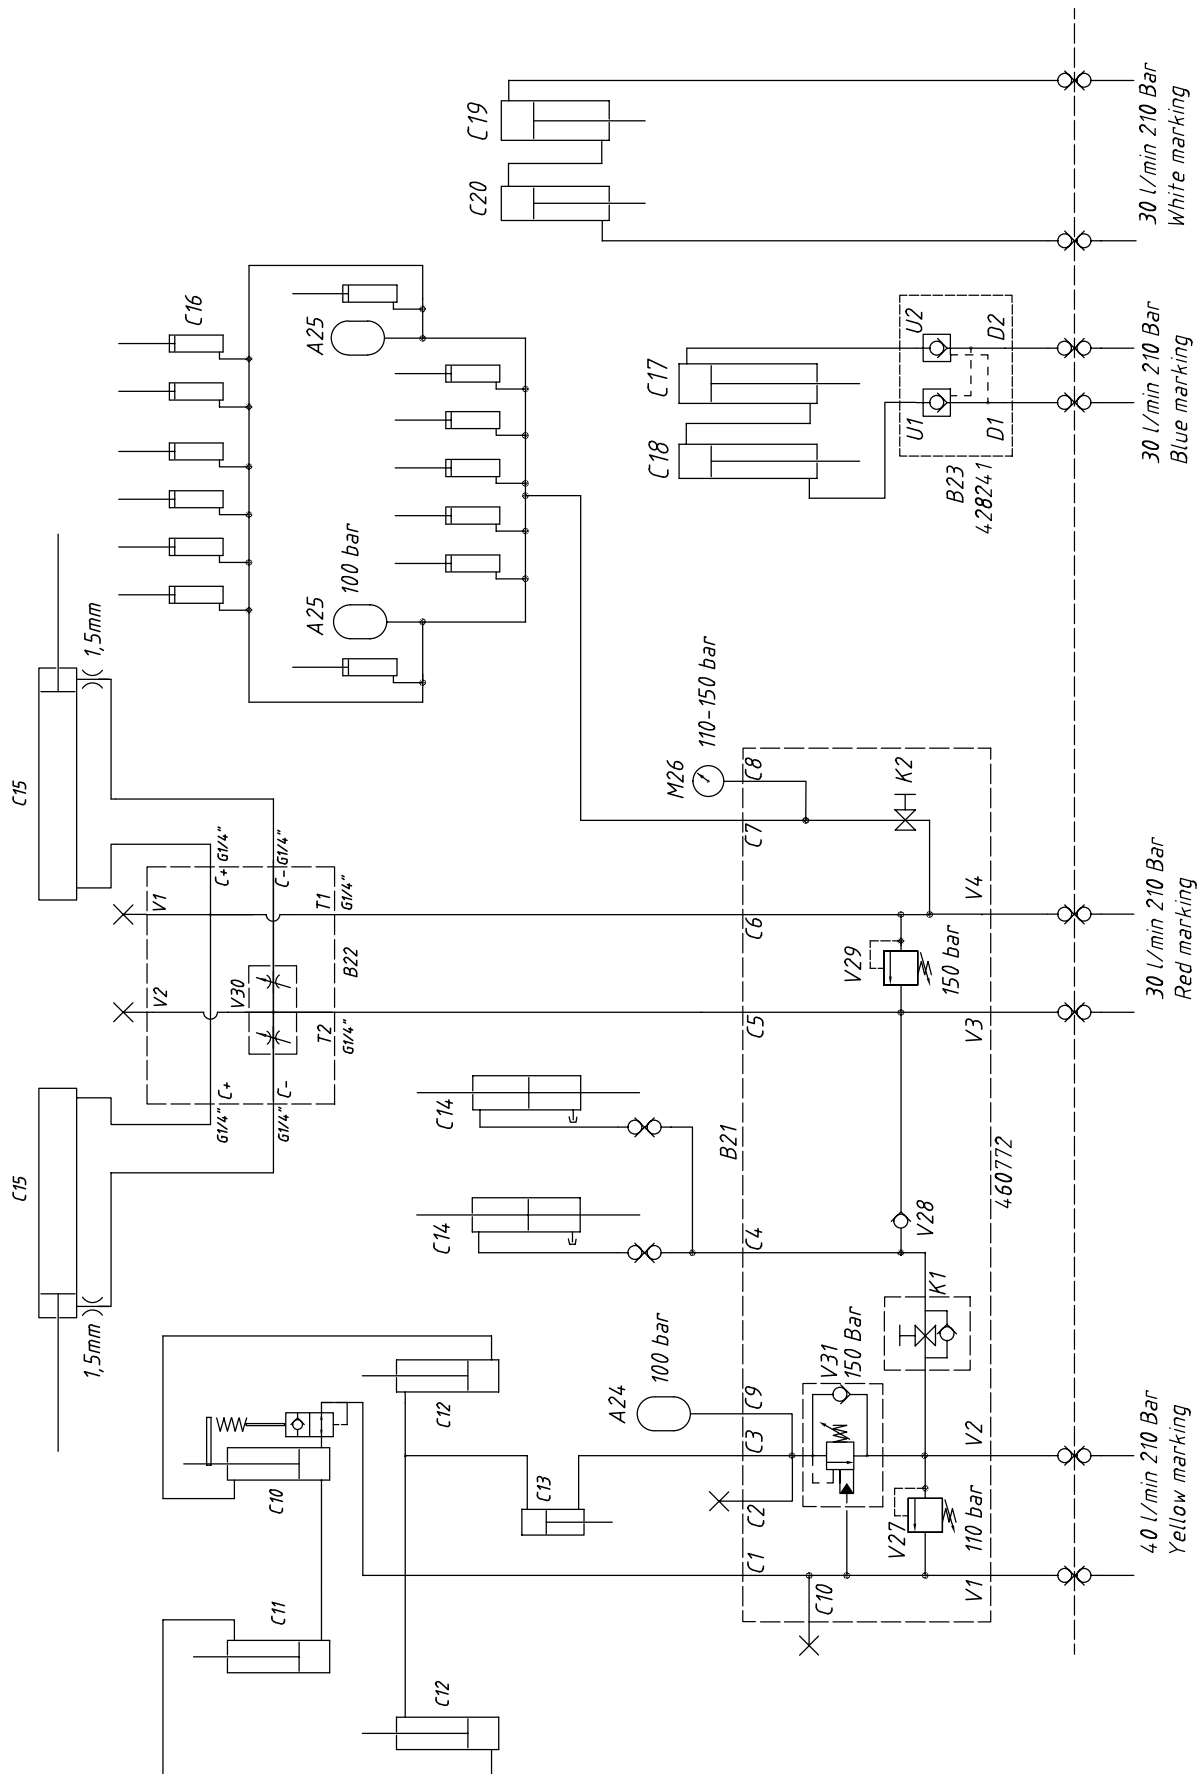 C19
C20
30 l/min 210 Bar
White marking
C16
A25
A25
100 bar
U2
U1
D2
D1
C17
C18
B23
428241
30 l/min 210 Bar
Blue marking
1,5mm
C15
C+
G1/4"
C-
G1/4"
V1
T1
G1/4"
V2
V30
B22
T2
G1/4"
G1/4"
C+
G1/4"
C-
C15
1,5mm
M26
110-150 bar
C8
K2
C7
C6
V4
V29
150 bar
C5
V3
30 l/min 210 Bar
Red marking
C14
C14
B21
460772
C4
V28
K1
A24
100 bar
V31
150 Bar
C9
C3
C2
V2
C12
C10
C13
C1
V27
110 bar
C10
V1
40 l/min 210 Bar
Yellow marking
C11
C12